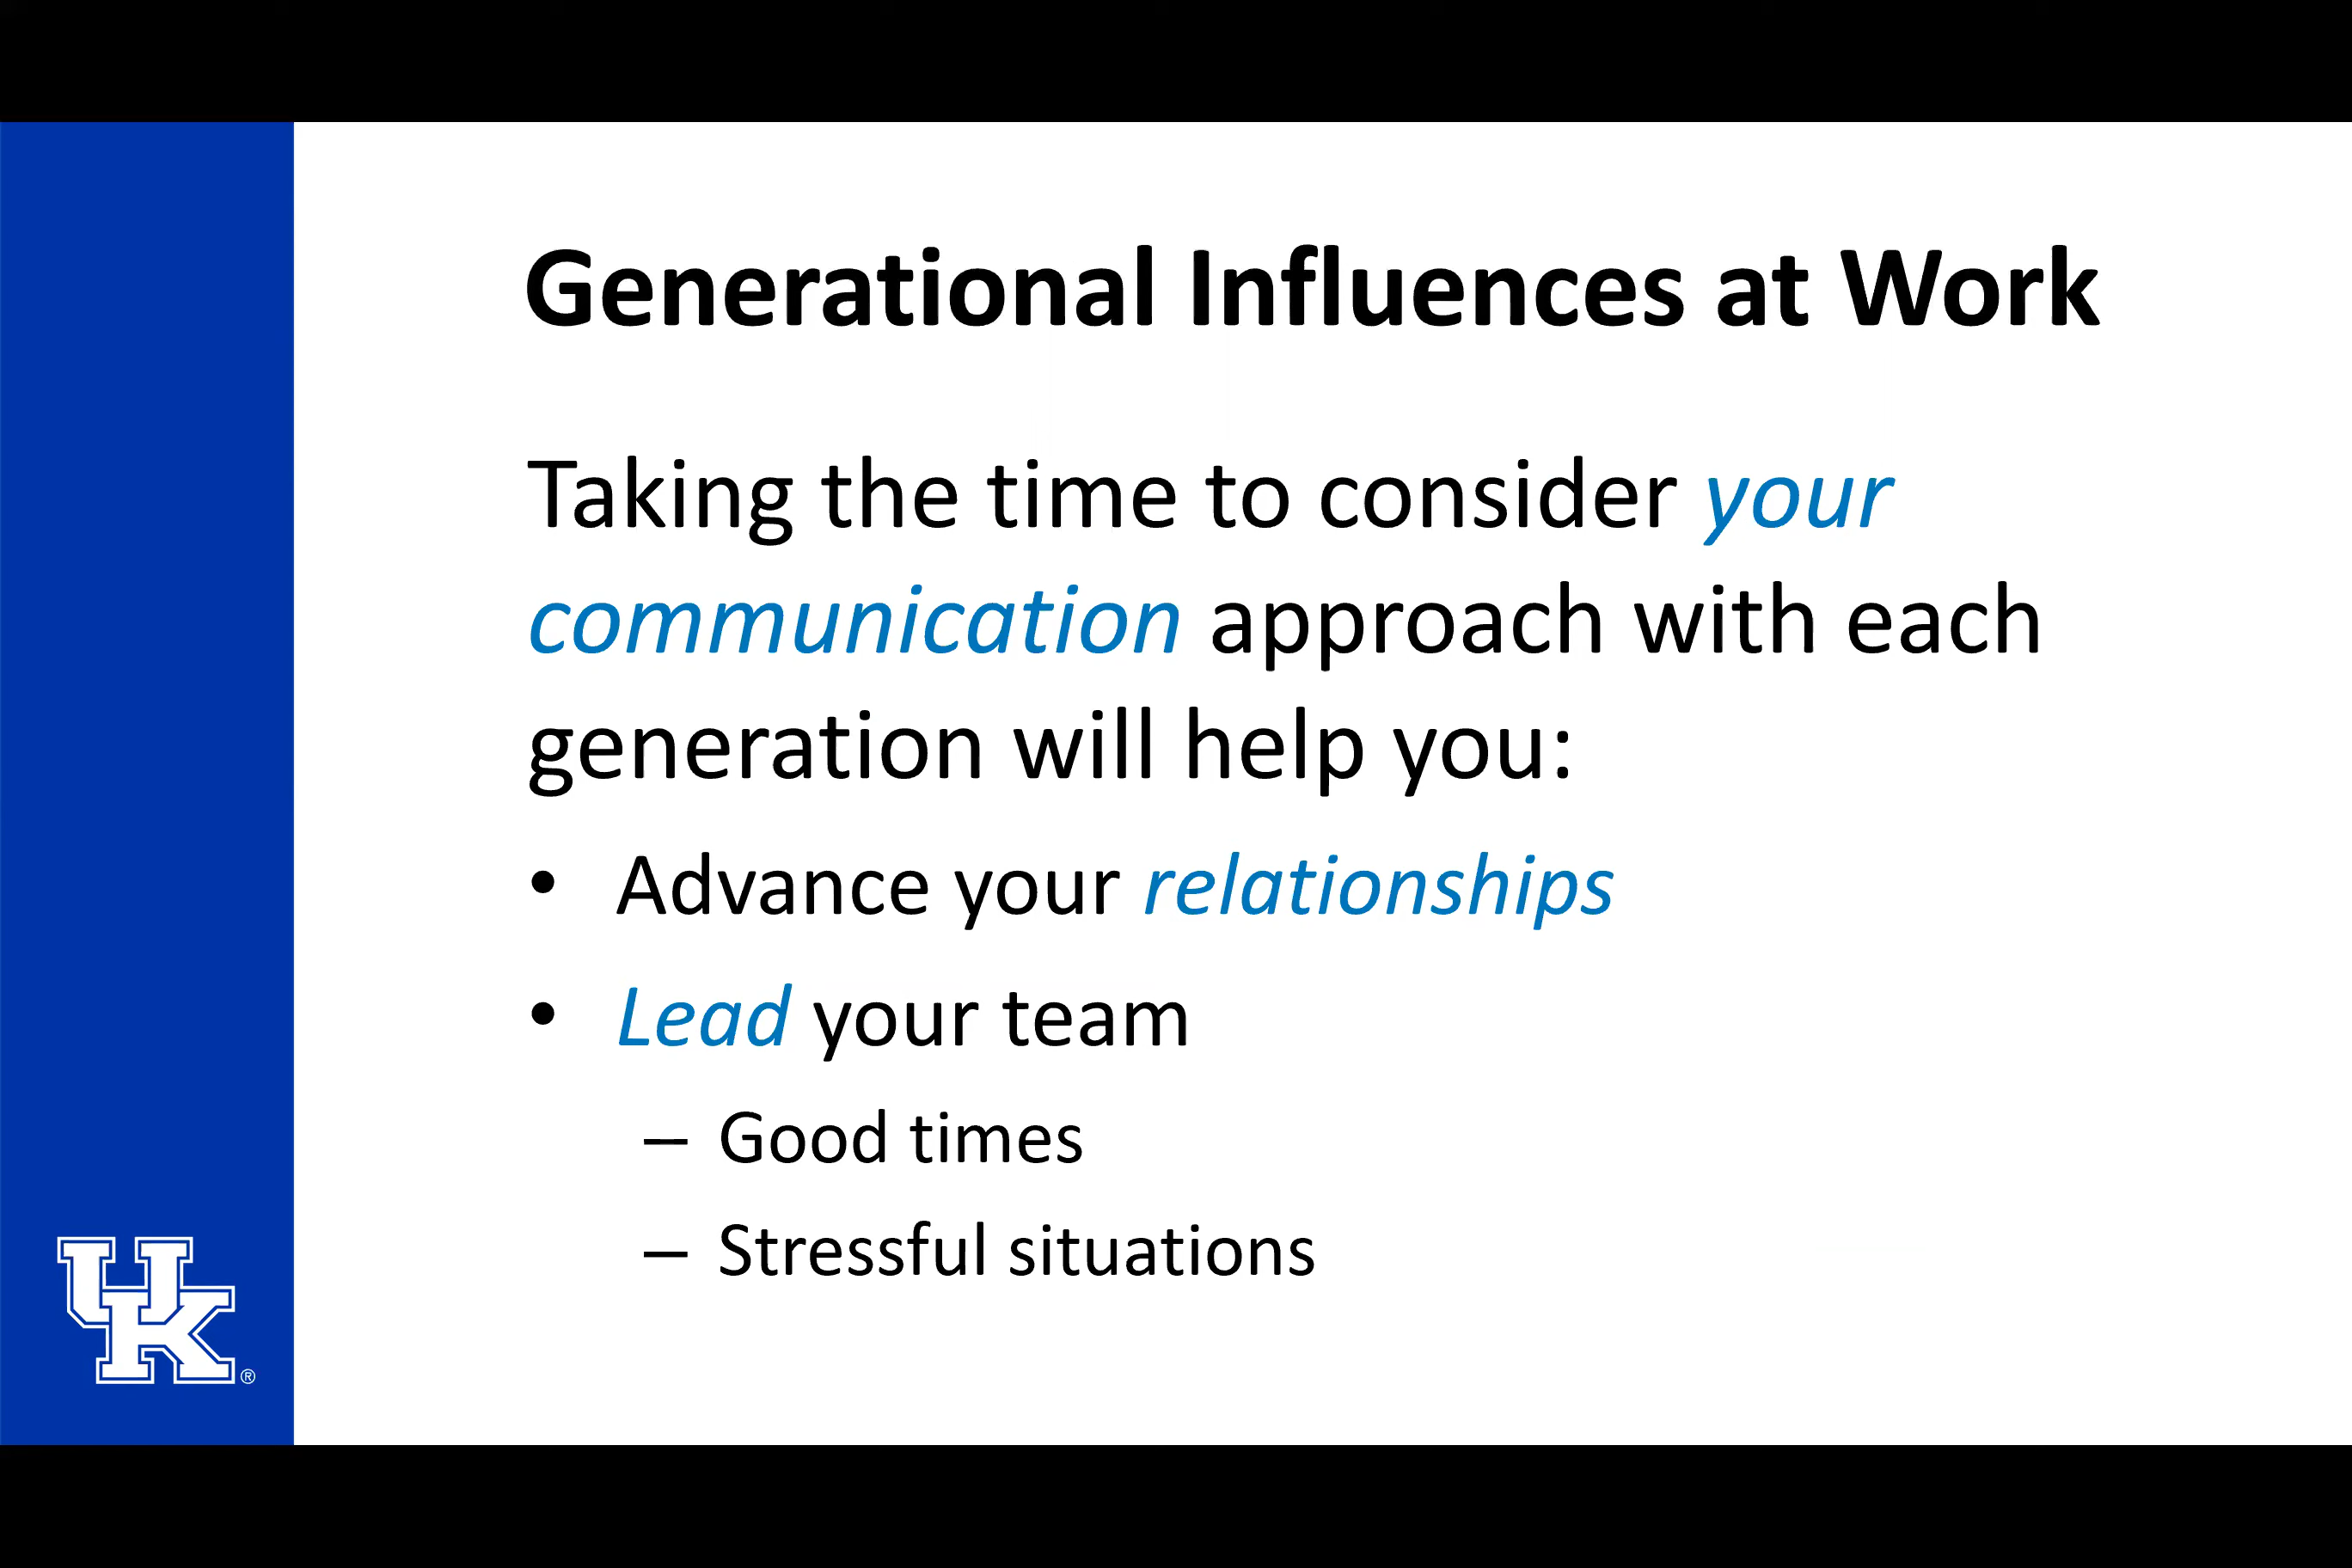 Generational Influences at Work
Taking the time to consider your
communication approach with each
generation will help you:
• Advance your relationships
• Lead your team
– Good times
– Stressful situations
UK®